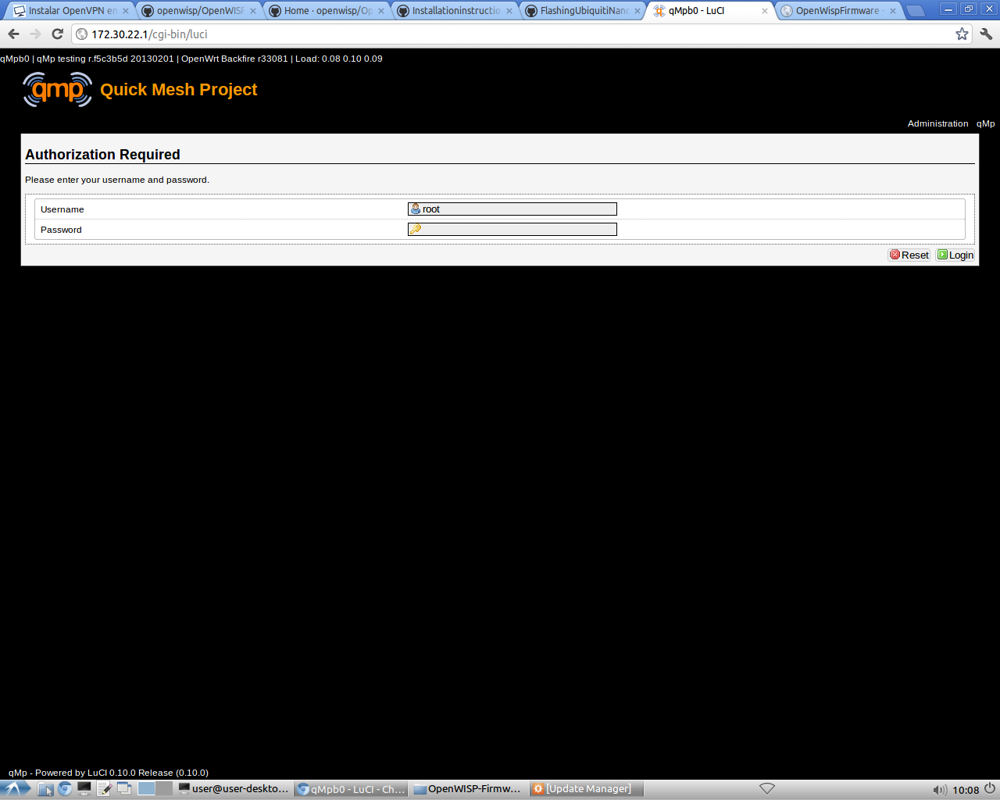 Instalar OpenVPN en
openwisp/OpenWISP
Home · openwisp/Op
Installationinstructio
FlashingUbiquitiNano
qMpb0 - LuCI
OpenWispFirmware -
172.30.22.1/cgi-bin/luci
qMpb0 | qMp testing r.f5c3b5d 20130201 | OpenWrt Backfire r33081 | Load: 0.08 0.10 0.09
qmp Quick Mesh Project
Administration qMp
Authorization Required
Please enter your username and password.
Username root
Password
Reset Login
qMp - Powered by LuCI 0.10.0 Release (0.10.0)
user@user-deskto...
qMpb0 - LuCI - Ch...
OpenWISP-Firmw...
[Update Manager]
10:08